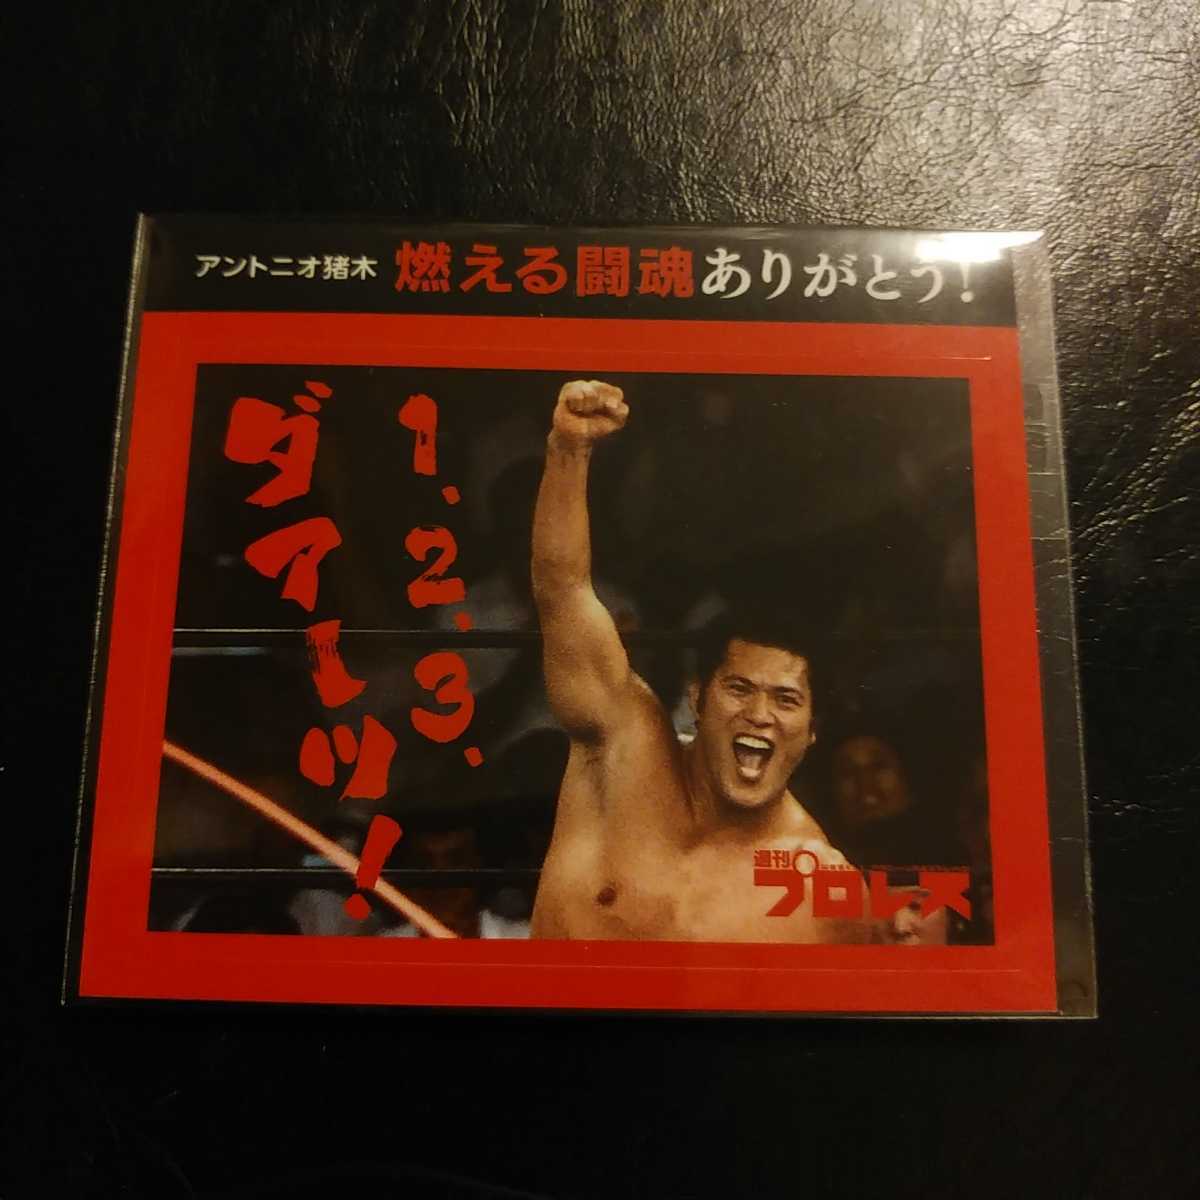 アントニオ猪木 燃える闘魂ありがとう!
1.2.3.
ダァーッ!
週刊
プロレス